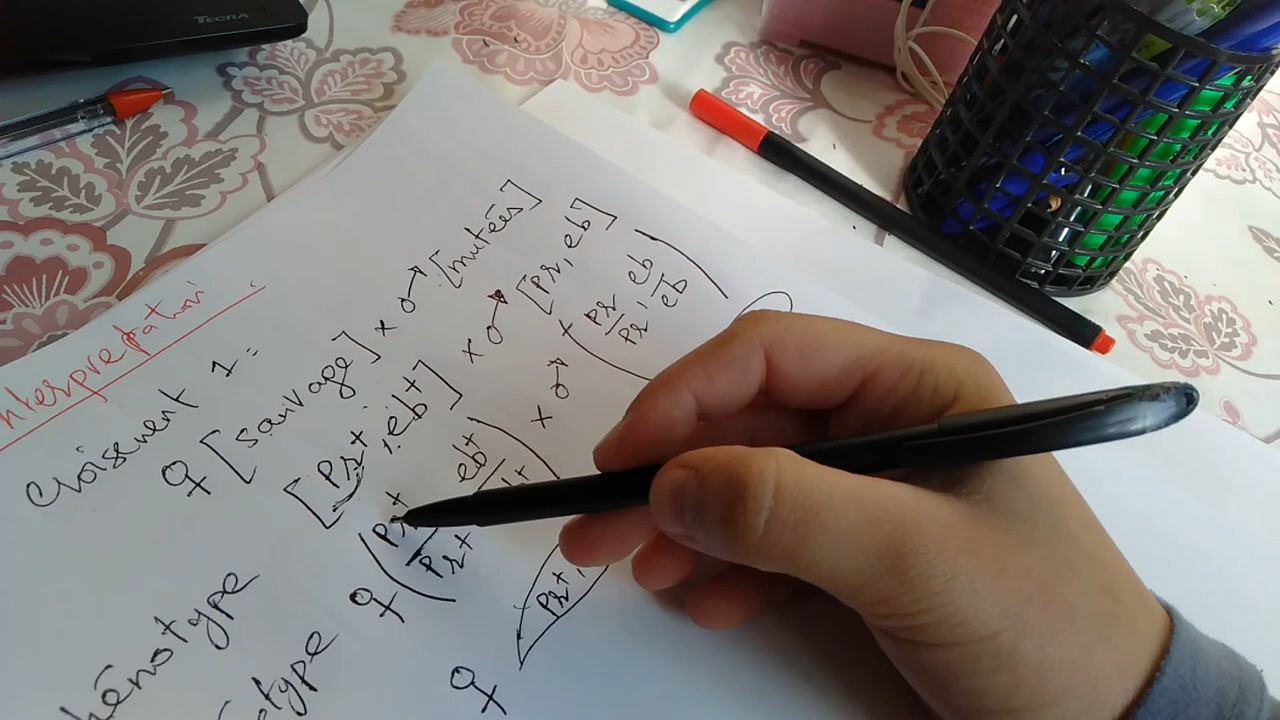 TECRA
Interprepation :
Croisement 1 :
♀ [sauvage] × ♂ [mutées]
[Pr+, eb+] × ♂ [pr, eb]
Phénotype
♀ (Pr+/Pr+ eb+/eb+) × ♂ (Pr/Pr, eb/eb)
♀ Pr+,